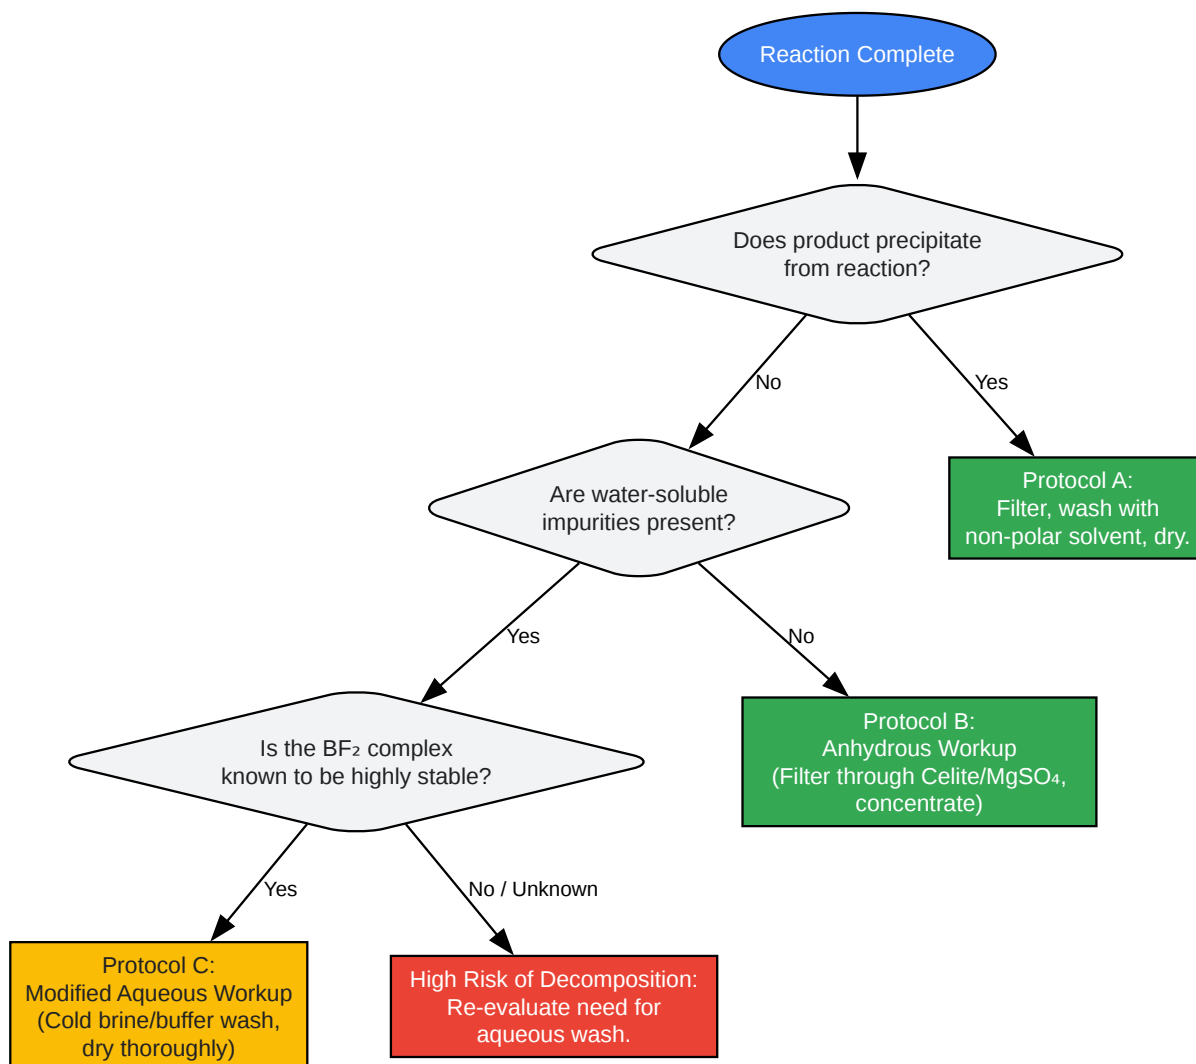 Reaction Complete
Does product precipitate
from reaction?
No
Yes
Are water-soluble
impurities present?
Protocol A:
Filter, wash with
non-polar solvent, dry.
Yes
No
Is the BF₂ complex
known to be highly stable?
Protocol B:
Anhydrous Workup
(Filter through Celite/MgSO₄,
concentrate)
Yes
No / Unknown
Protocol C:
Modified Aqueous Workup
(Cold brine/buffer wash,
dry thoroughly)
High Risk of Decomposition:
Re-evaluate need for
aqueous wash.